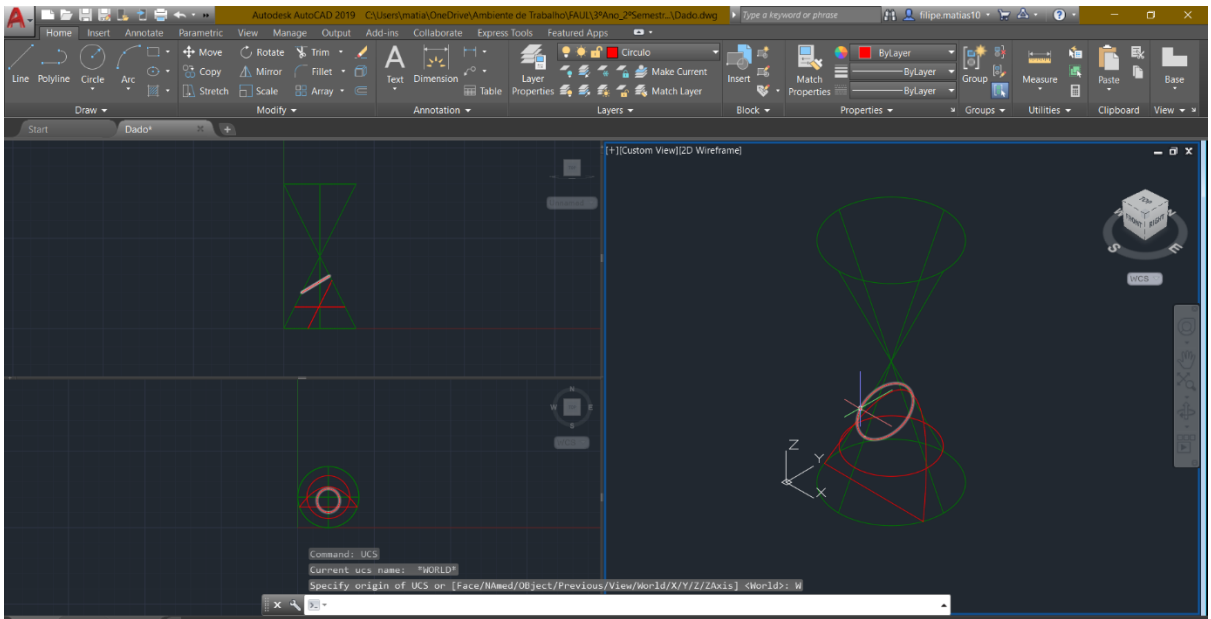 Autodesk AutoCAD 2019 C:\Users\matia\OneDrive\Ambiente de Trabalho\FAUL\3ºAno_2ºSemestr...\Dado.dwg Type a keyword or phrase filipe.matias10
Home Insert Annotate Parametric View Manage Output Add-ins Collaborate Express Tools Featured Apps
Line Polyline Circle Arc
Move Rotate Trim
Copy Mirror Fillet
Stretch Scale Array
Text Dimension Table
Layer Properties
Circulo
Make Current
Match Layer
Insert
Match Properties
ByLayer
ByLayer
ByLayer
Group
Measure
Paste
Base
Draw Modify Annotation Layers Block Properties Groups Utilities Clipboard View
Start Dado*
[+][Custom View][2D Wireframe]
TOP
FRONT RIGHT
S E
WCS
N
W
S
WCS
Z
Y
X
Command: UCS
Current ucs name: *WORLD*
Specify origin of UCS or [Face/NAmed/OBject/Previous/View/World/X/Y/Z/ZAxis] <World>: W